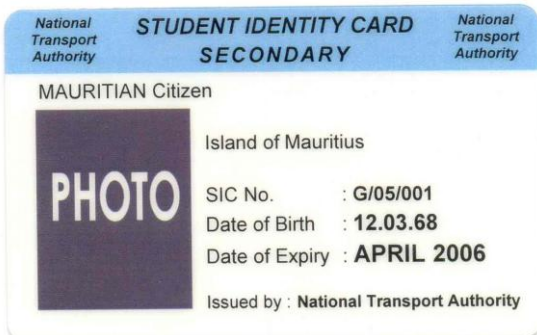 National Transport Authority
STUDENT IDENTITY CARD
SECONDARY
National Transport Authority
MAURITIAN Citizen
PHOTO
Island of Mauritius
SIC No. : G/05/001
Date of Birth : 12.03.68
Date of Expiry : APRIL 2006
Issued by : National Transport Authority